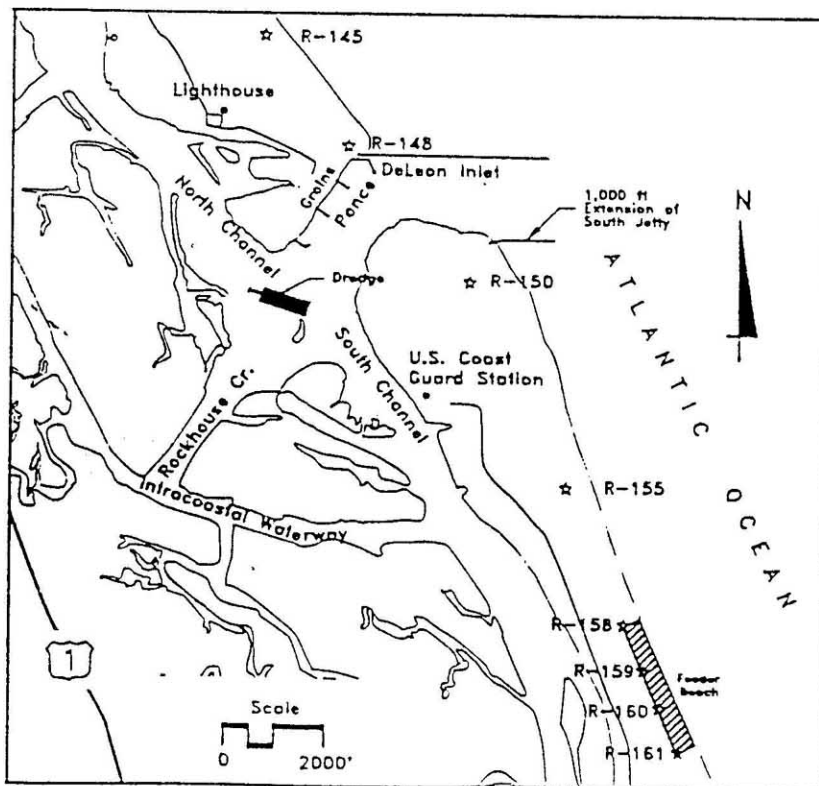 R-145
Lighthouse
R-148
DeLeon Inlet
Groins
Ponce
North Channel
1,000 ft
Extension of
South Jetty
N
Dredge
R-150
ATLANTIC OCEAN
South Channel
U.S. Coast
Guard Station
Rockhouse Cr.
R-155
Intracoastal Waterway
R-158
R-159
Feeder
Beach
R-160
R-161
1
Scale
0 2000'